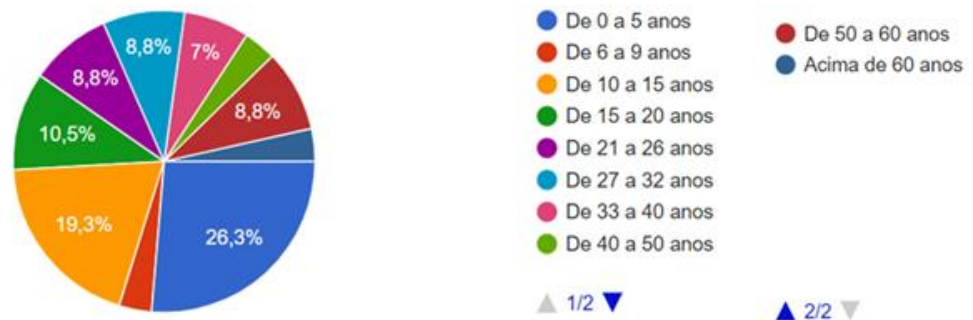 8,8%
7%
8,8%
8,8%
10,5%
19,3%
26,3%
De 0 a 5 anos
De 6 a 9 anos
De 10 a 15 anos
De 15 a 20 anos
De 21 a 26 anos
De 27 a 32 anos
De 33 a 40 anos
De 40 a 50 anos
1/2
De 50 a 60 anos
Acima de 60 anos
2/2